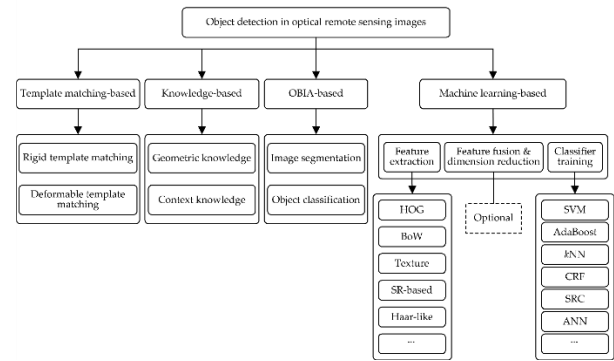 Object detection in optical remote sensing images
Template matching-based
Knowledge-based
OBIA-based
Machine learning-based
Rigid template matching
Deformable template
matching
Geometric knowledge
Context knowledge
Image segmentation
Object classification
Feature
extraction
Feature fusion &
dimension reduction
Classifier
training
HOG
BoW
Texture
SR-based
Haar-like
...
Optional
SVM
AdaBoost
kNN
CRF
SRC
ANN
...